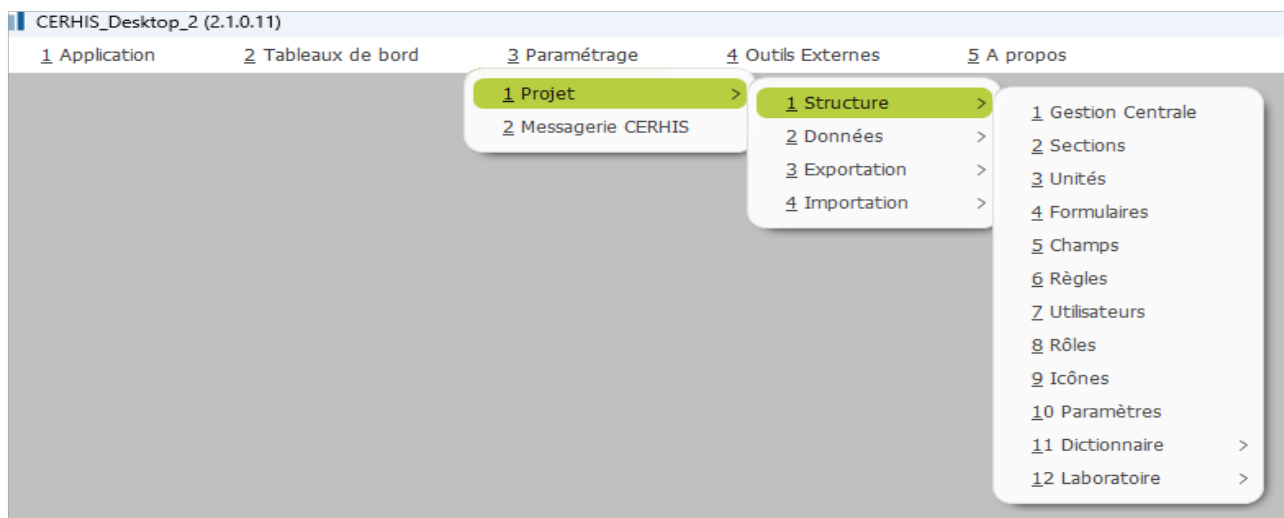 CERHIS_Desktop_2 (2.1.0.11)
1 Application 2 Tableaux de bord 3 Paramétrage 4 Outils Externes 5 A propos
1 Projet >
2 Messagerie CERHIS
1 Structure >
2 Données >
3 Exportation >
4 Importation >
1 Gestion Centrale
2 Sections
3 Unités
4 Formulaires
5 Champs
6 Règles
7 Utilisateurs
8 Rôles
9 Icônes
10 Paramètres
11 Dictionnaire >
12 Laboratoire >